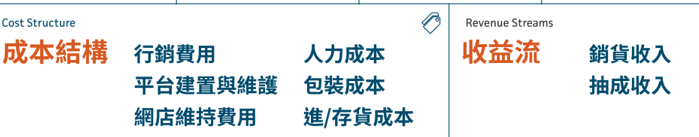 Cost Structure
成本結構
行銷費用
平台建置與維護
網店維持費用
人力成本
包裝成本
進/存貨成本
Revenue Streams
收益流
銷貨收入
抽成收入